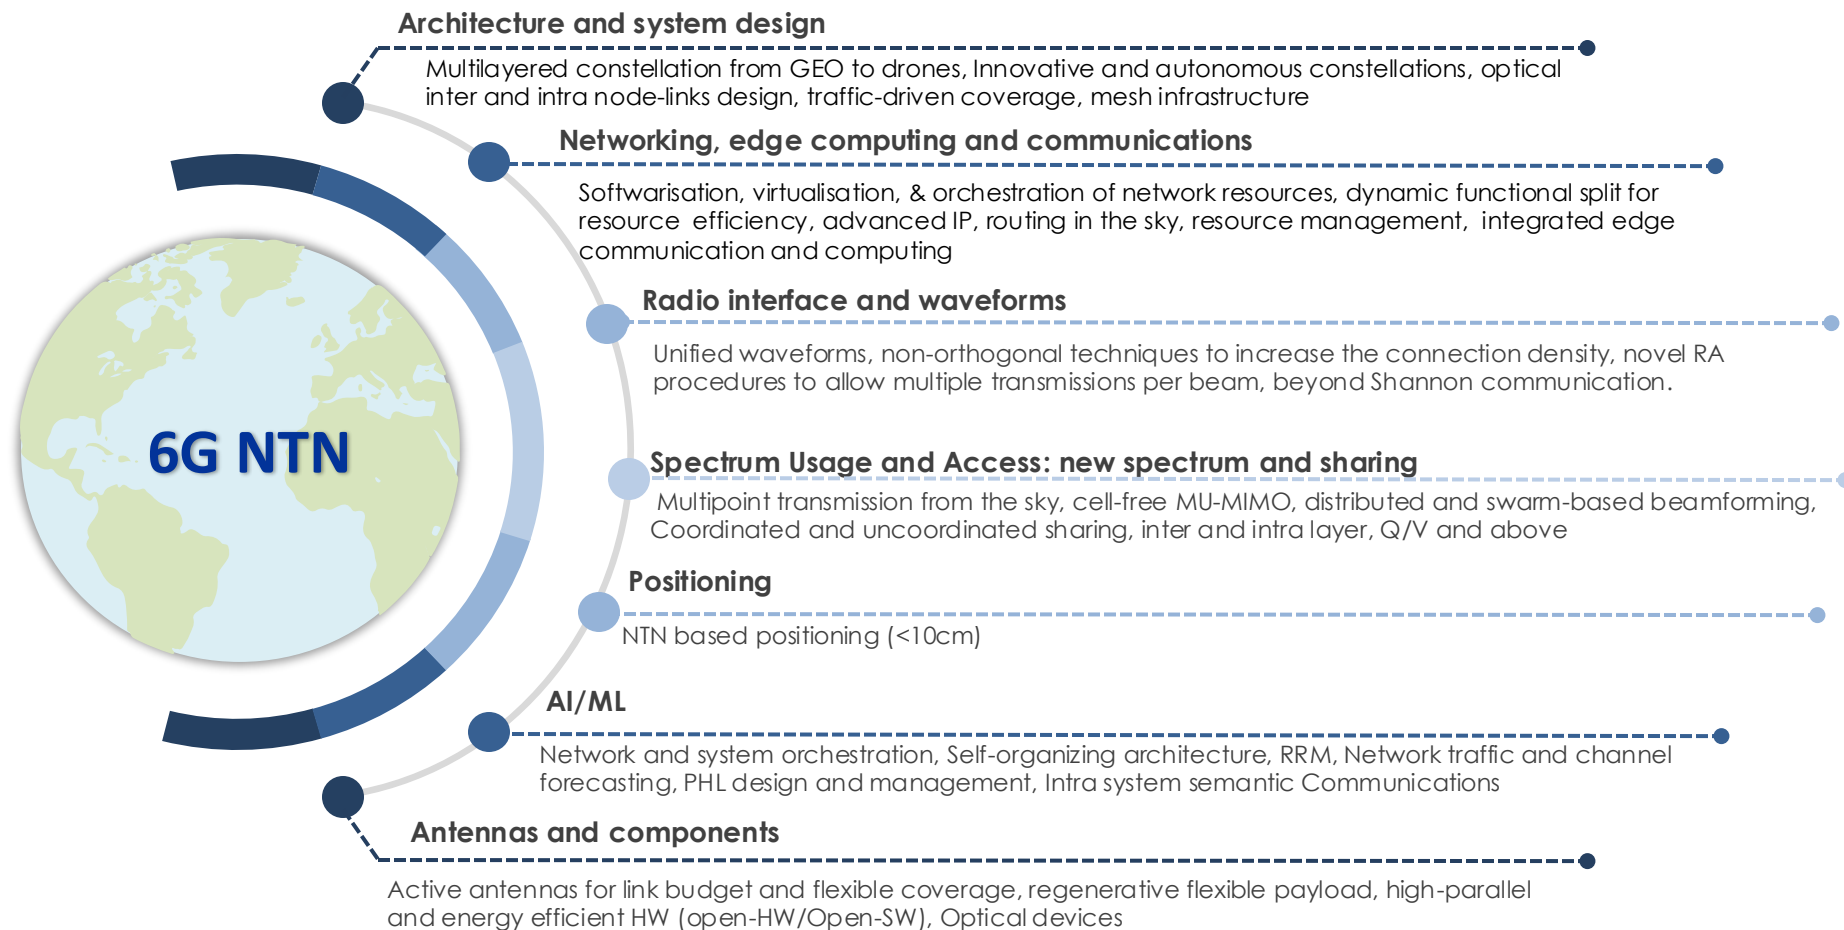 Architecture and system design
Multilayered constellation from GEO to drones, Innovative and autonomous constellations, optical
inter and intra node-links design, traffic-driven coverage, mesh infrastructure
Networking, edge computing and communications
Softwarisation, virtualisation, & orchestration of network resources, dynamic functional split for
resource efficiency, advanced IP, routing in the sky, resource management, integrated edge
communication and computing
Radio interface and waveforms
Unified waveforms, non-orthogonal techniques to increase the connection density, novel RA
procedures to allow multiple transmissions per beam, beyond Shannon communication.
6G NTN
Spectrum Usage and Access: new spectrum and sharing
Multipoint transmission from the sky, cell-free MU-MIMO, distributed and swarm-based beamforming,
Coordinated and uncoordinated sharing, inter and intra layer, Q/V and above
Positioning
NTN based positioning (<10cm)
AI/ML
Network and system orchestration, Self-organizing architecture, RRM, Network traffic and channel
forecasting, PHL design and management, Intra system semantic Communications
Antennas and components
Active antennas for link budget and flexible coverage, regenerative flexible payload, high-parallel
and energy efficient HW (open-HW/Open-SW), Optical devices